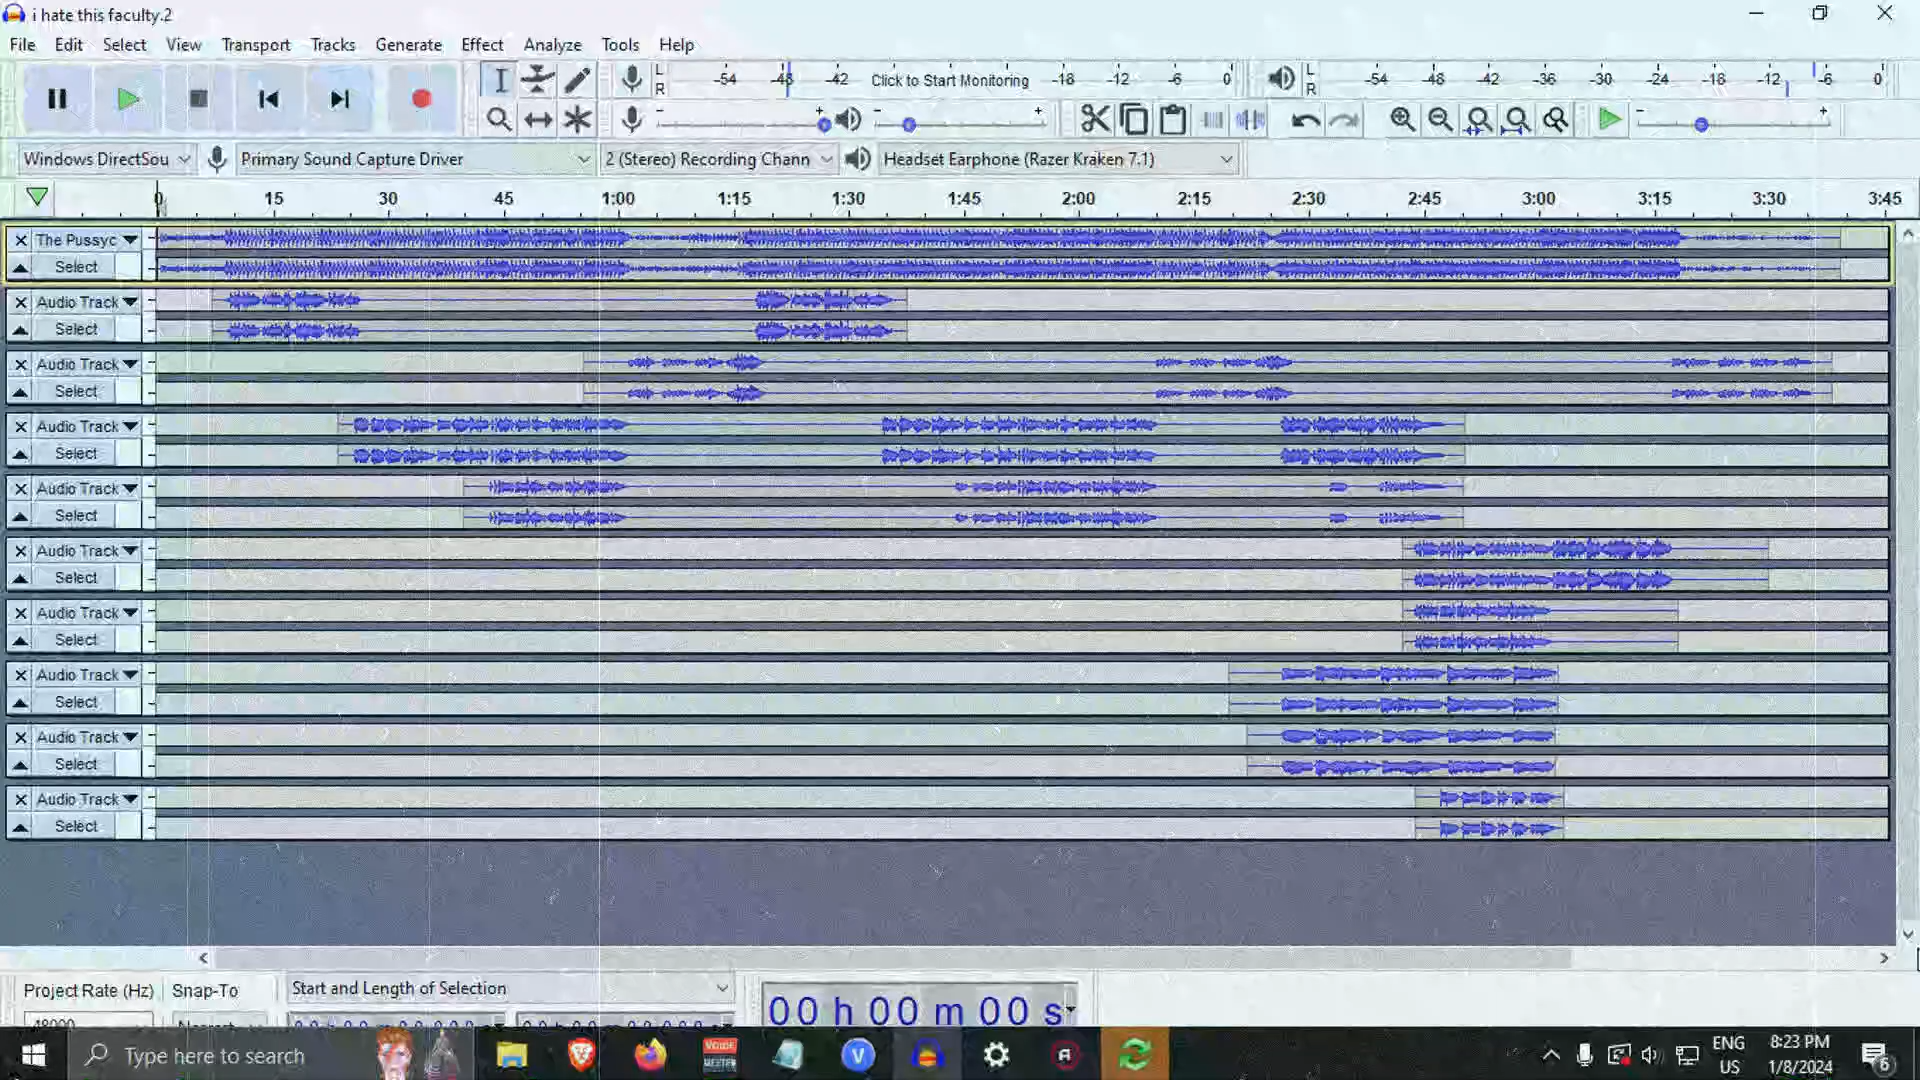 i hate this faculty.2
File Edit Select View Transport Tracks Generate Effect Analyze Tools Help
L R -54 -48 -42 Click to Start Monitoring -18 -12 -6 0 L R -54 -48 -42 -36 -30 -24 -18 -12 -6 0
- + - + - +
Windows DirectSou Primary Sound Capture Driver 2 (Stereo) Recording Chann Headset Earphone (Razer Kraken 7.1)
0 15 30 45 1:00 1:15 1:30 1:45 2:00 2:15 2:30 2:45 3:00 3:15 3:30 3:45
The Pussyc
Select
Audio Track
Select
Audio Track
Select
Audio Track
Select
Audio Track
Select
Audio Track
Select
Audio Track
Select
Audio Track
Select
Audio Track
Select
Audio Track
Select
Project Rate (Hz) Snap-To Start and Length of Selection
00 h 00 m 00 s
48000 Nearest
Type here to search VOICE MEETER V ENG US 8:23 PM 1/8/2024 6